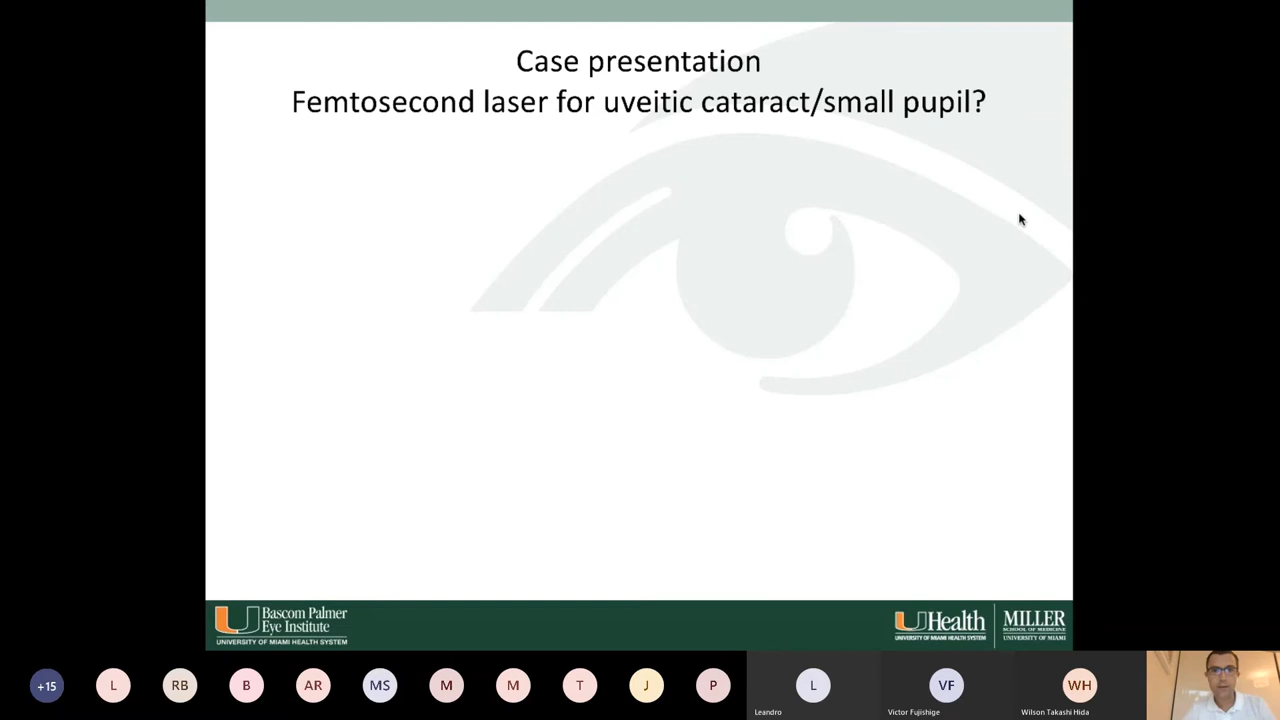 Case presentation
Femtosecond laser for uveitic cataract/small pupil?
Bascom Palmer
Eye Institute
UNIVERSITY OF MIAMI HEALTH SYSTEM
UHealth
UNIVERSITY OF MIAMI HEALTH SYSTEM
MILLER
SCHOOL OF MEDICINE
UNIVERSITY OF MIAMI
+15
L
RB
B
AR
MS
M
M
T
J
P
L
VF
WH
Leandro
Victor Fujishige
Wilson Takashi Hida